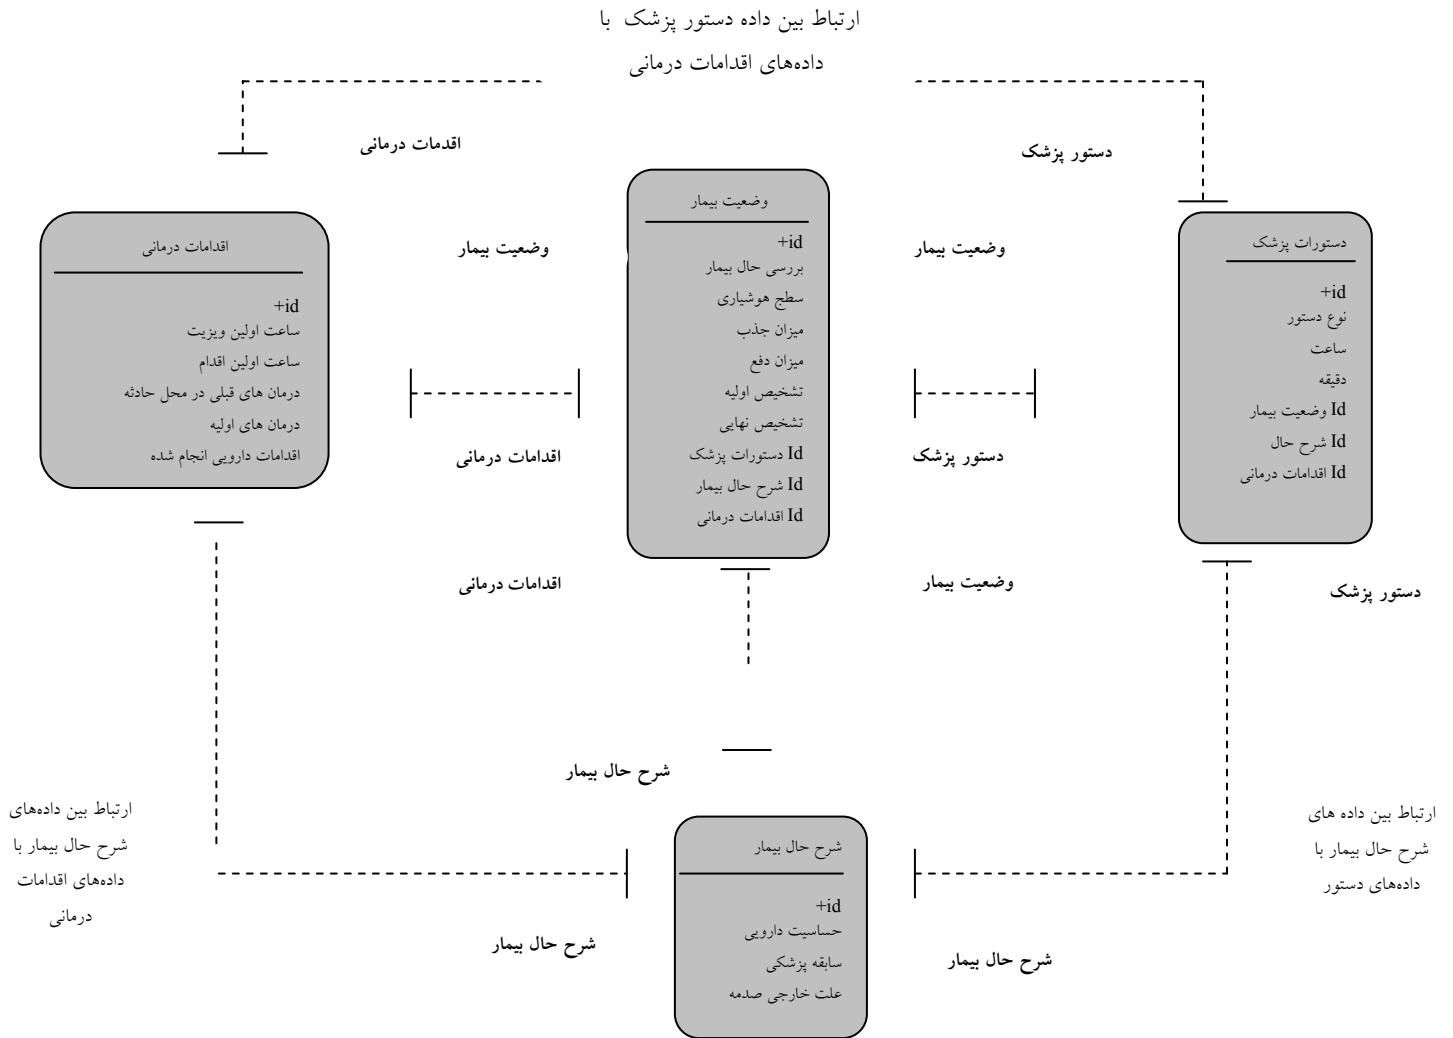 ارتباط بین داده دستور پزشک با
داده‌های اقدامات درمانی
دستور پزشک
اقدمات درمانی
دستورات پزشک
+id
نوع دستور
ساعت
دقیقه
Id وضعیت بیمار
Id شرح حال
Id اقدامات درمانی
وضعیت بیمار
دستور پزشک
وضعیت بیمار
+id
بررسی حال بیمار
سطح هوشیاری
میزان جذب
میزان دفع
تشخیص اولیه
تشخیص نهایی
Id دستورات پزشک
Id شرح حال بیمار
Id اقدامات درمانی
وضعیت بیمار
اقدامات درمانی
اقدامات درمانی
+id
ساعت اولین ویزیت
ساعت اولین اقدام
درمان های قبلی در محل حادثه
درمان های اولیه
اقدامات دارویی انجام شده
دستور پزشک
وضعیت بیمار
اقدامات درمانی
شرح حال بیمار
ارتباط بین داده های
شرح حال بیمار با
داده‌های دستور
شرح حال بیمار
+id
حساسیت دارویی
سابقه پزشکی
علت خارجی صدمه
ارتباط بین داده‌های
شرح حال بیمار با
داده‌های اقدامات
درمانی
شرح حال بیمار
شرح حال بیمار